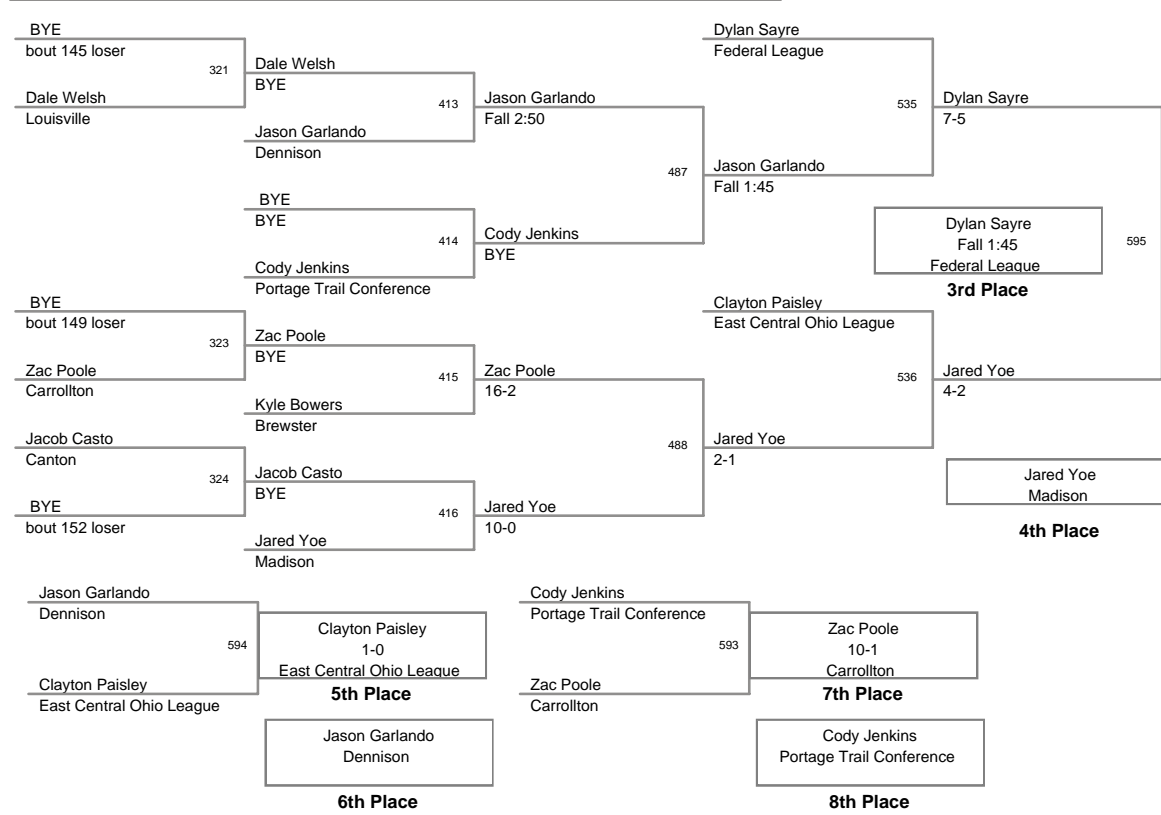 BYE
bout 145 loser
321
Dale Welsh
Louisville
Dale Welsh
BYE
413
Jason Garlando
Dennison
Jason Garlando
Fall 2:50
487
BYE
BYE
414
Cody Jenkins
Portage Trail Conference
Cody Jenkins
BYE
Dylan Sayre
Federal League
535
Jason Garlando
Fall 1:45
Dylan Sayre
7-5
595
Dylan Sayre
Fall 1:45
Federal League
3rd Place
BYE
bout 149 loser
323
Zac Poole
Carrollton
Zac Poole
BYE
415
Kyle Bowers
Brewster
Zac Poole
16-2
488
Jacob Casto
Canton
324
BYE
bout 152 loser
Jacob Casto
BYE
416
Jared Yoe
Madison
Jared Yoe
10-0
Clayton Paisley
East Central Ohio League
536
Jared Yoe
2-1
Jared Yoe
4-2
Jared Yoe
Madison
4th Place
Jason Garlando
Dennison
594
Clayton Paisley
East Central Ohio League
Clayton Paisley
1-0
East Central Ohio League
5th Place
Jason Garlando
Dennison
6th Place
Cody Jenkins
Portage Trail Conference
593
Zac Poole
Carrollton
Zac Poole
10-1
Carrollton
7th Place
Cody Jenkins
Portage Trail Conference
8th Place